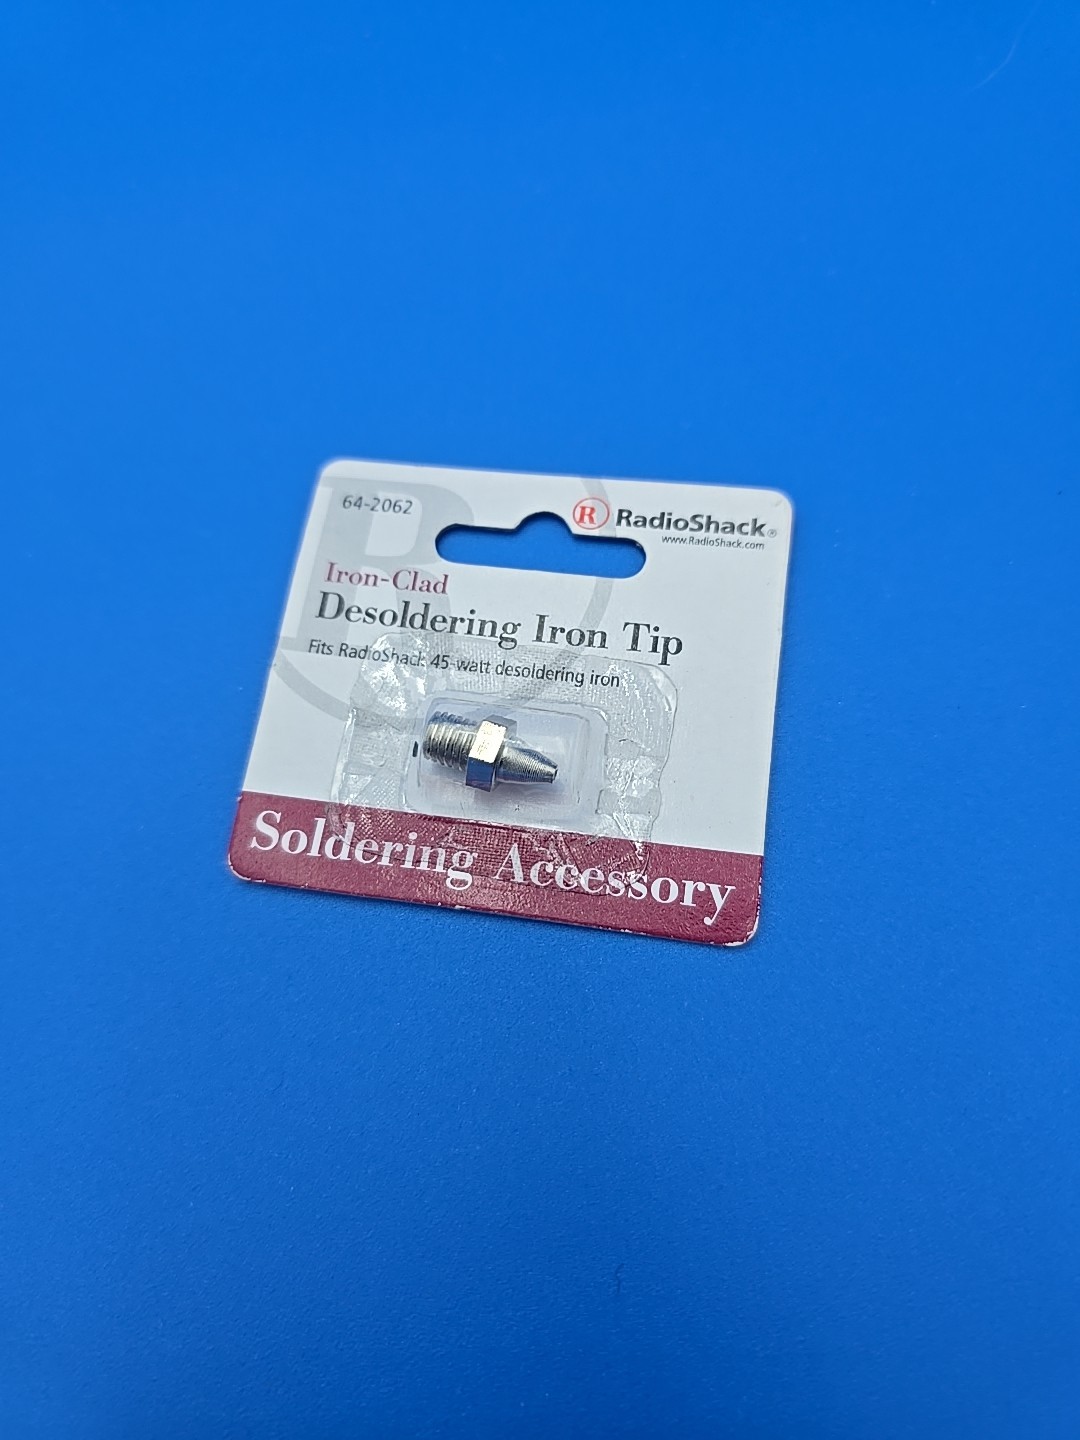 64-2062
R RadioShack®
www.RadioShack.com
Iron-Clad
Desoldering Iron Tip
Fits RadioShack 45-watt desoldering iron
Soldering Accessory